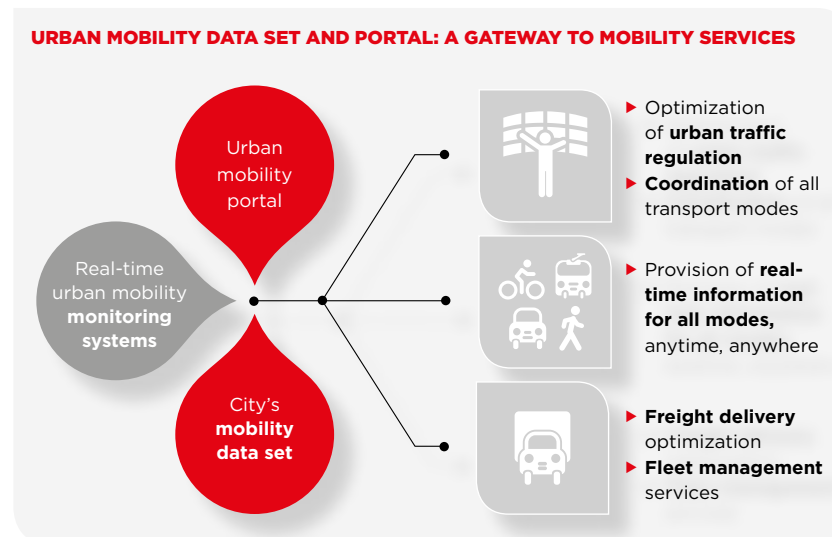 URBAN MOBILITY DATA SET AND PORTAL: A GATEWAY TO MOBILITY SERVICES
Urban
mobility
portal
Real-time
urban mobility
monitoring
systems
City's
mobility
data set
Optimization
of urban traffic
regulation
Coordination of all
transport modes
Provision of real-
time information
for all modes,
anytime, anywhere
Freight delivery
optimization
Fleet management
services